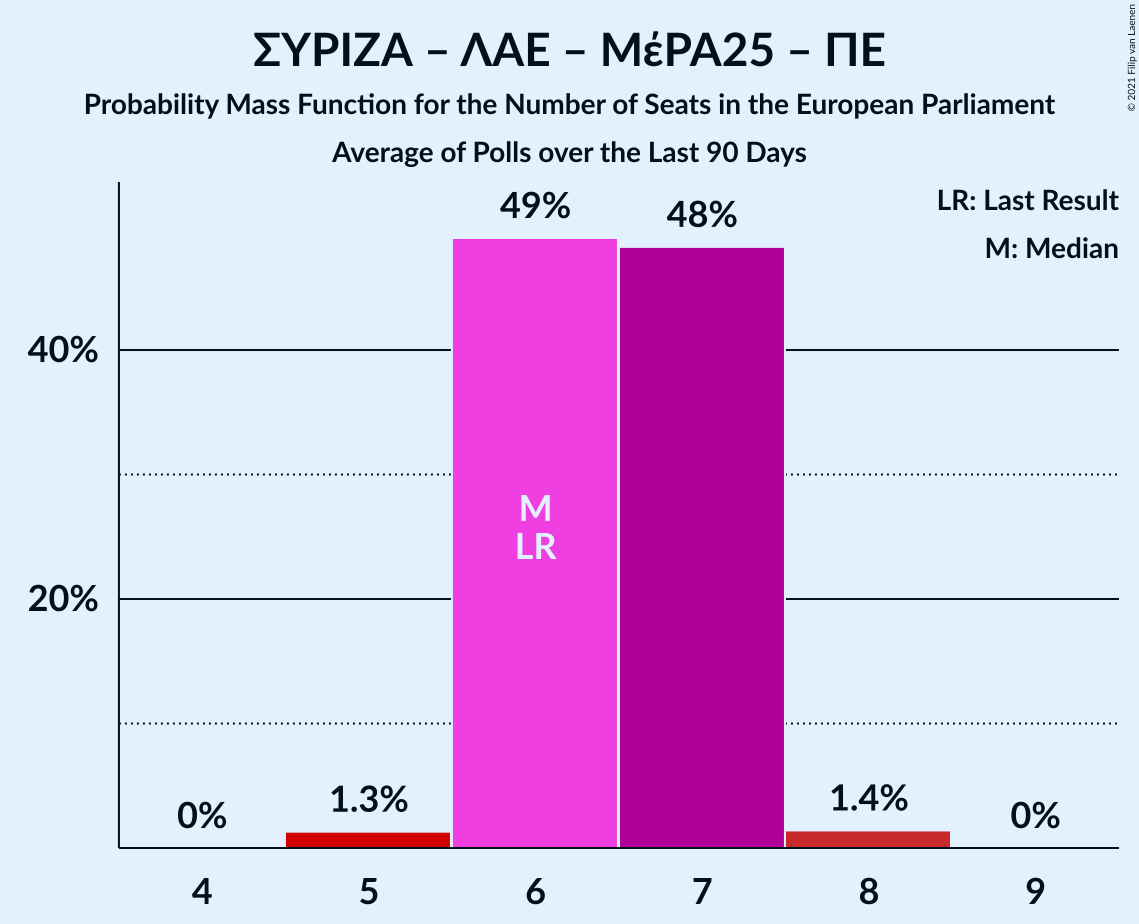 ΣΥΡΙΖΑ – ΛΑΕ – ΜέΡΑ25 – ΠΕ
Probability Mass Function for the Number of Seats in the European Parliament
Average of Polls over the Last 90 Days
© 2021 Filip van Laenen
LR: Last Result
M: Median
49%
48%
40%
M
LR
20%
0%
1.3%
1.4%
0%
4
5
6
7
8
9